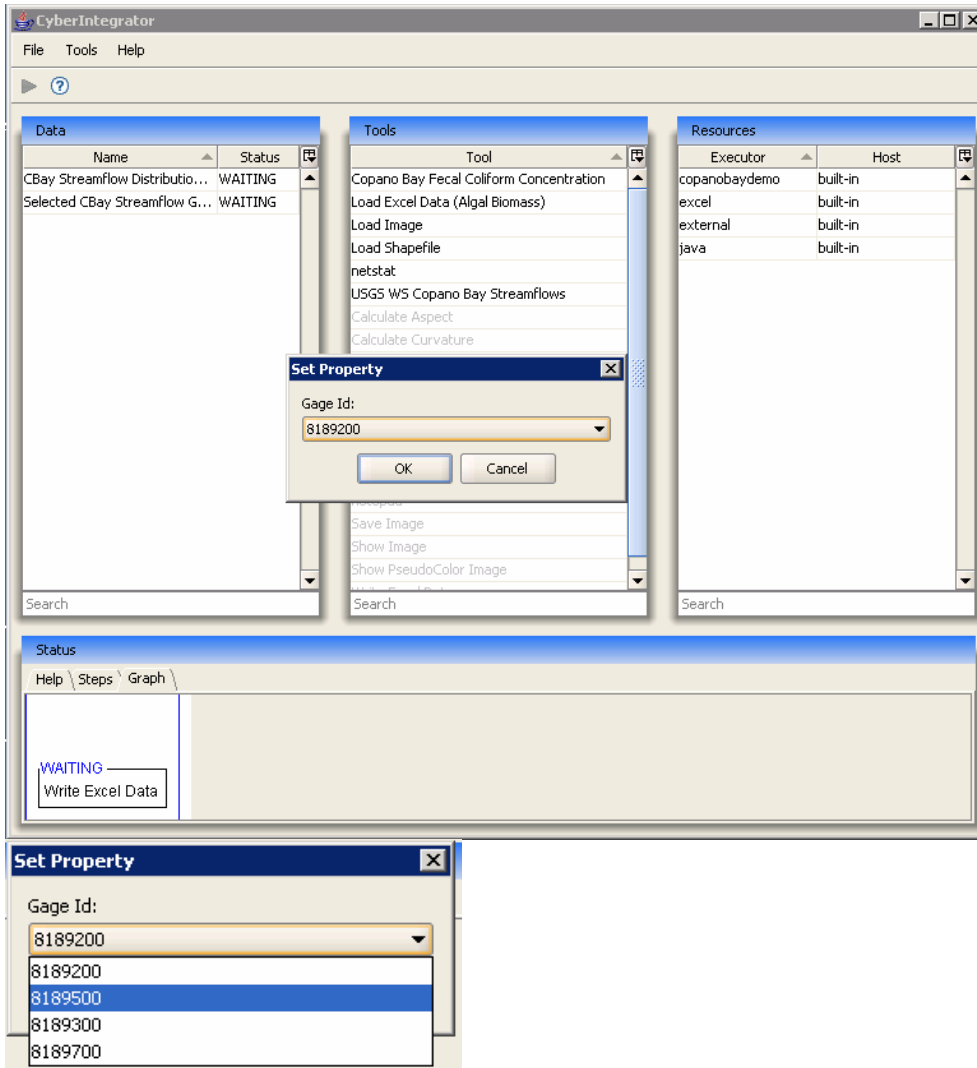 CyberIntegrator
File Tools Help
Data
Name Status
CBay Streamflow Distributio... WAITING
Selected CBay Streamflow G... WAITING
Search
Tools
Tool
Copano Bay Fecal Coliform Concentration
Load Excel Data (Algal Biomass)
Load Image
Load Shapefile
netstat
USGS WS Copano Bay Streamflows
Calculate Aspect
Calculate Curvature
Set Property
Gage Id:
8189200
OK Cancel
Save Image
Show Image
Show PseudoColor Image
Search
Resources
Executor Host
copanobaydemo built-in
excel built-in
external built-in
java built-in
Search
Status
Help Steps Graph
WAITING
Write Excel Data
Set Property
Gage Id:
8189200
8189200
8189500
8189300
8189700